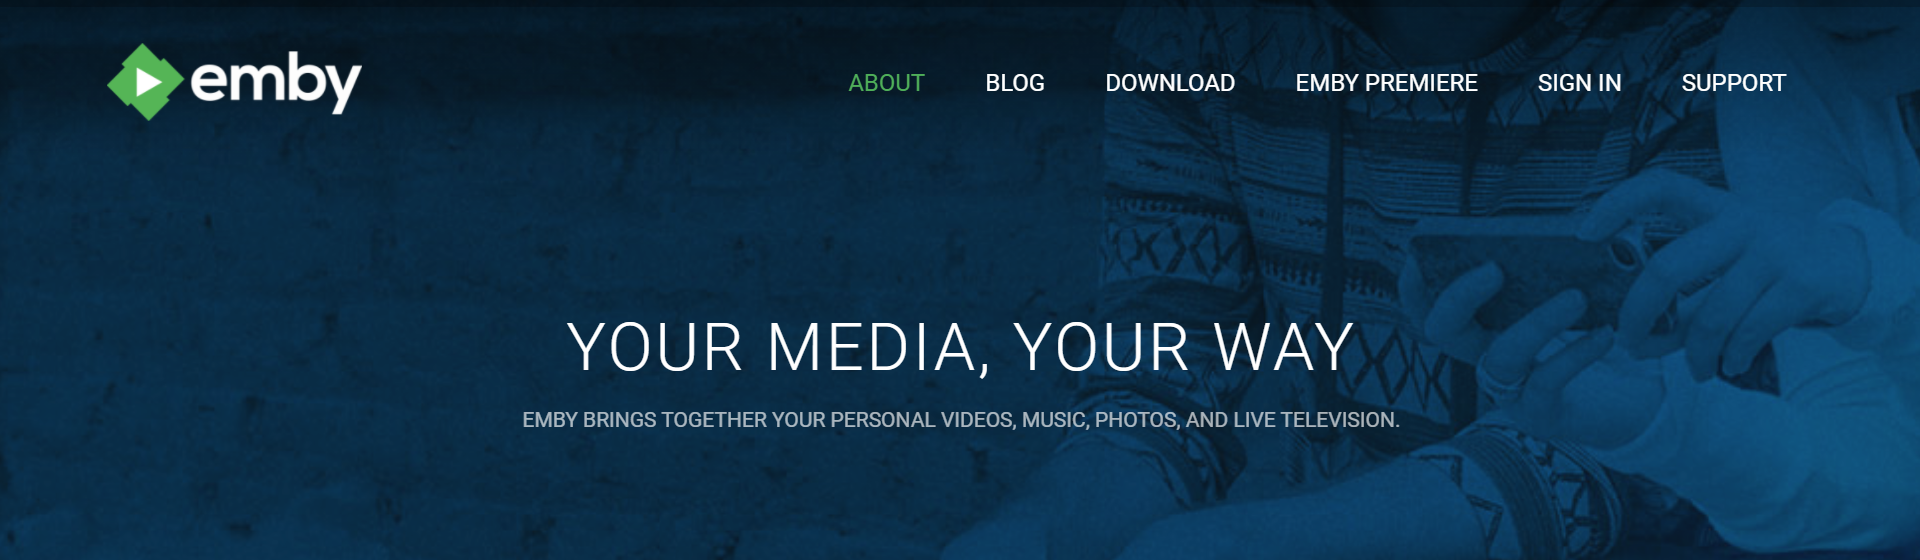 emby
ABOUT BLOG DOWNLOAD EMBY PREMIERE SIGN IN SUPPORT
YOUR MEDIA, YOUR WAY
EMBY BRINGS TOGETHER YOUR PERSONAL VIDEOS, MUSIC, PHOTOS, AND LIVE TELEVISION.